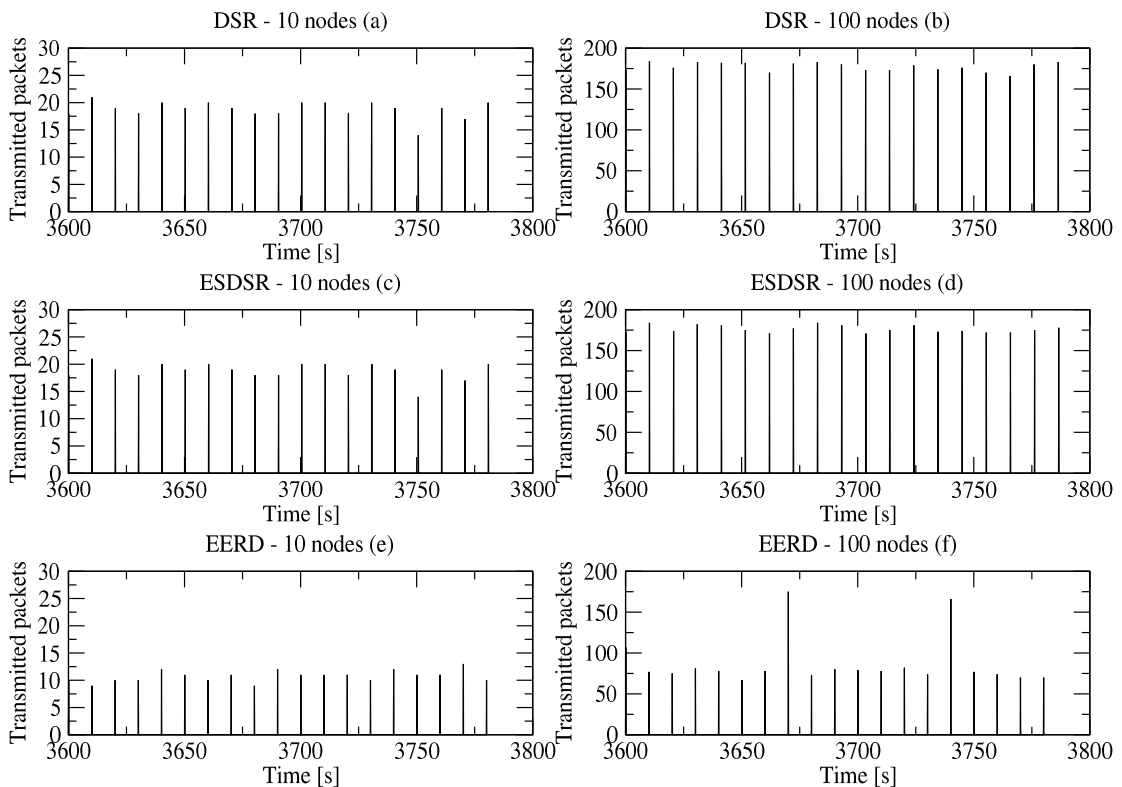 DSR - 10 nodes (a)
Transmitted packets
30
25
20
15
10
5
0
3600 3650 3700 3750 3800
Time [s]
DSR - 100 nodes (b)
Transmitted packets
200
150
100
50
0
3600 3650 3700 3750 3800
Time [s]
ESDSR - 10 nodes (c)
Transmitted packets
30
25
20
15
10
5
0
3600 3650 3700 3750 3800
Time [s]
ESDSR - 100 nodes (d)
Transmitted packets
200
150
100
50
0
3600 3650 3700 3750 3800
Time [s]
EERD - 10 nodes (e)
Transmitted packets
30
25
20
15
10
5
0
3600 3650 3700 3750 3800
Time [s]
EERD - 100 nodes (f)
Transmitted packets
200
150
100
50
0
3600 3650 3700 3750 3800
Time [s]